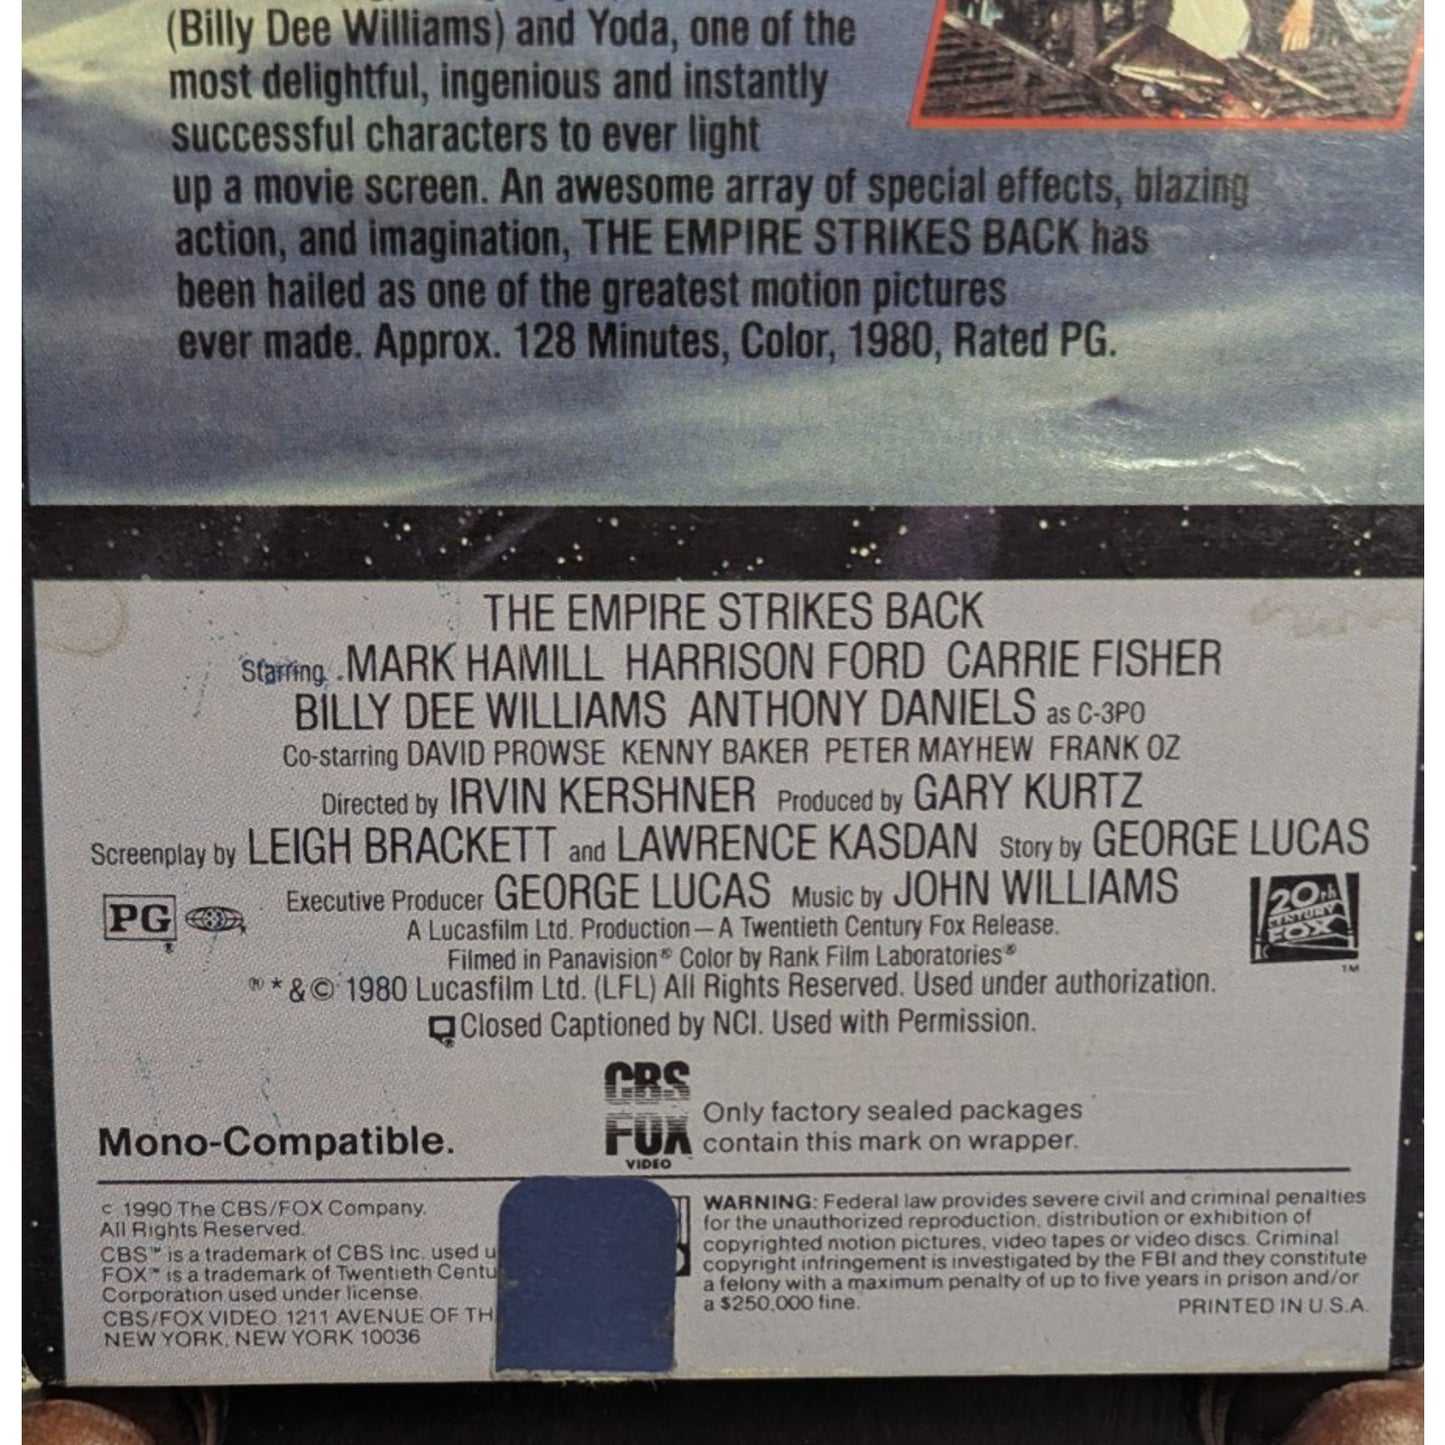 (Billy Dee Williams) and Yoda, one of the
most delightful, ingenious and instantly
successful characters to ever light
up a movie screen. An awesome array of special effects, blazing
action, and imagination, THE EMPIRE STRIKES BACK has
been hailed as one of the greatest motion pictures
ever made. Approx. 128 Minutes, Color, 1980, Rated PG.
THE EMPIRE STRIKES BACK
Starring MARK HAMILL HARRISON FORD CARRIE FISHER
BILLY DEE WILLIAMS ANTHONY DANIELS as C-3PO
Co-starring DAVID PROWSE KENNY BAKER PETER MAYHEW FRANK OZ
Directed by IRVIN KERSHNER Produced by GARY KURTZ
Screenplay by LEIGH BRACKETT and LAWRENCE KASDAN Story by GEORGE LUCAS
Executive Producer GEORGE LUCAS Music by JOHN WILLIAMS
PG ®
20th
CENTURY
FOX
TM
A Lucasfilm Ltd. Production—A Twentieth Century Fox Release.
Filmed in Panavision® Color by Rank Film Laboratories®
®*&© 1980 Lucasfilm Ltd. (LFL) All Rights Reserved. Used under authorization.
Closed Captioned by NCI. Used with Permission.
Mono-Compatible.
CBS
FOX
VIDEO
Only factory sealed packages
contain this mark on wrapper.
© 1990 The CBS/FOX Company.
All Rights Reserved.
CBS™ is a trademark of CBS Inc. used u
FOX™ is a trademark of Twentieth Centu
Corporation used under license.
CBS/FOX VIDEO 1211 AVENUE OF TH
NEW YORK, NEW YORK 10036
WARNING: Federal law provides severe civil and criminal penalties
for the unauthorized reproduction, distribution or exhibition of
copyrighted motion pictures, video tapes or video discs. Criminal
copyright infringement is investigated by the FBI and they constitute
a felony with a maximum penalty of up to five years in prison and/or
a $250,000 fine.
PRINTED IN U.S.A.